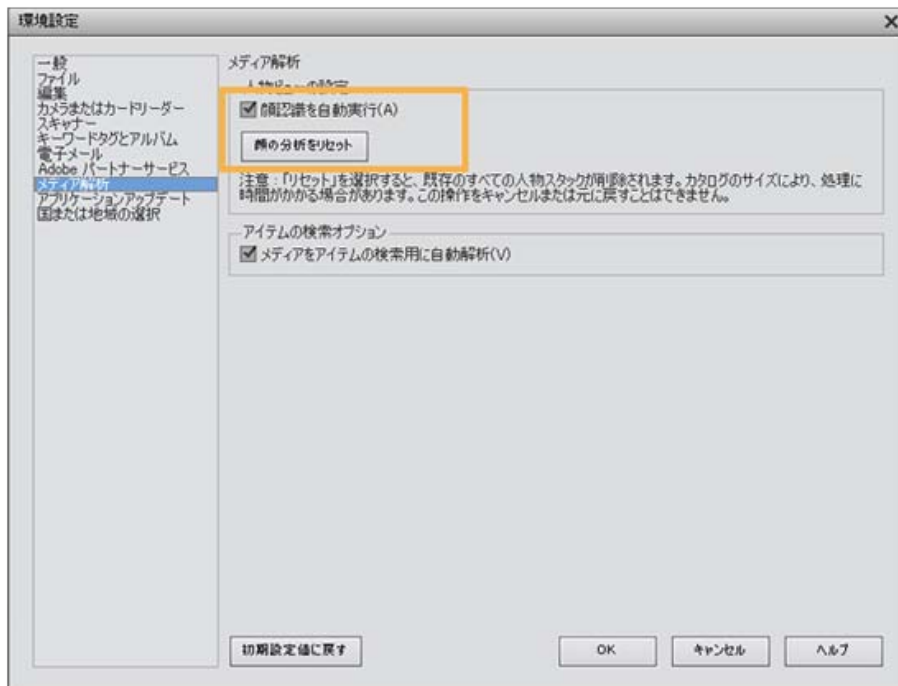 環境設定
一般
ファイル
編集
カメラまたはカードリーダー
スキャナー
キーワードタグとアルバム
電子メール
Adobe パートナーサービス
メディア解析
アプリケーションアップデート
国または地域の選択
メディア解析
人物ビューの設定
顔認識を自動実行(A)
顔の分析をリセット
注意 : 「リセット」を選択すると、既存のすべての人物スタックが削除されます。カタログのサイズにより、処理に
時間がかかる場合があります。この操作をキャンセルまたは元に戻すことはできません。
アイテムの検索オプション
メディアをアイテムの検索用に自動解析(V)
初期設定値に戻す
OK
キャンセル
ヘルプ